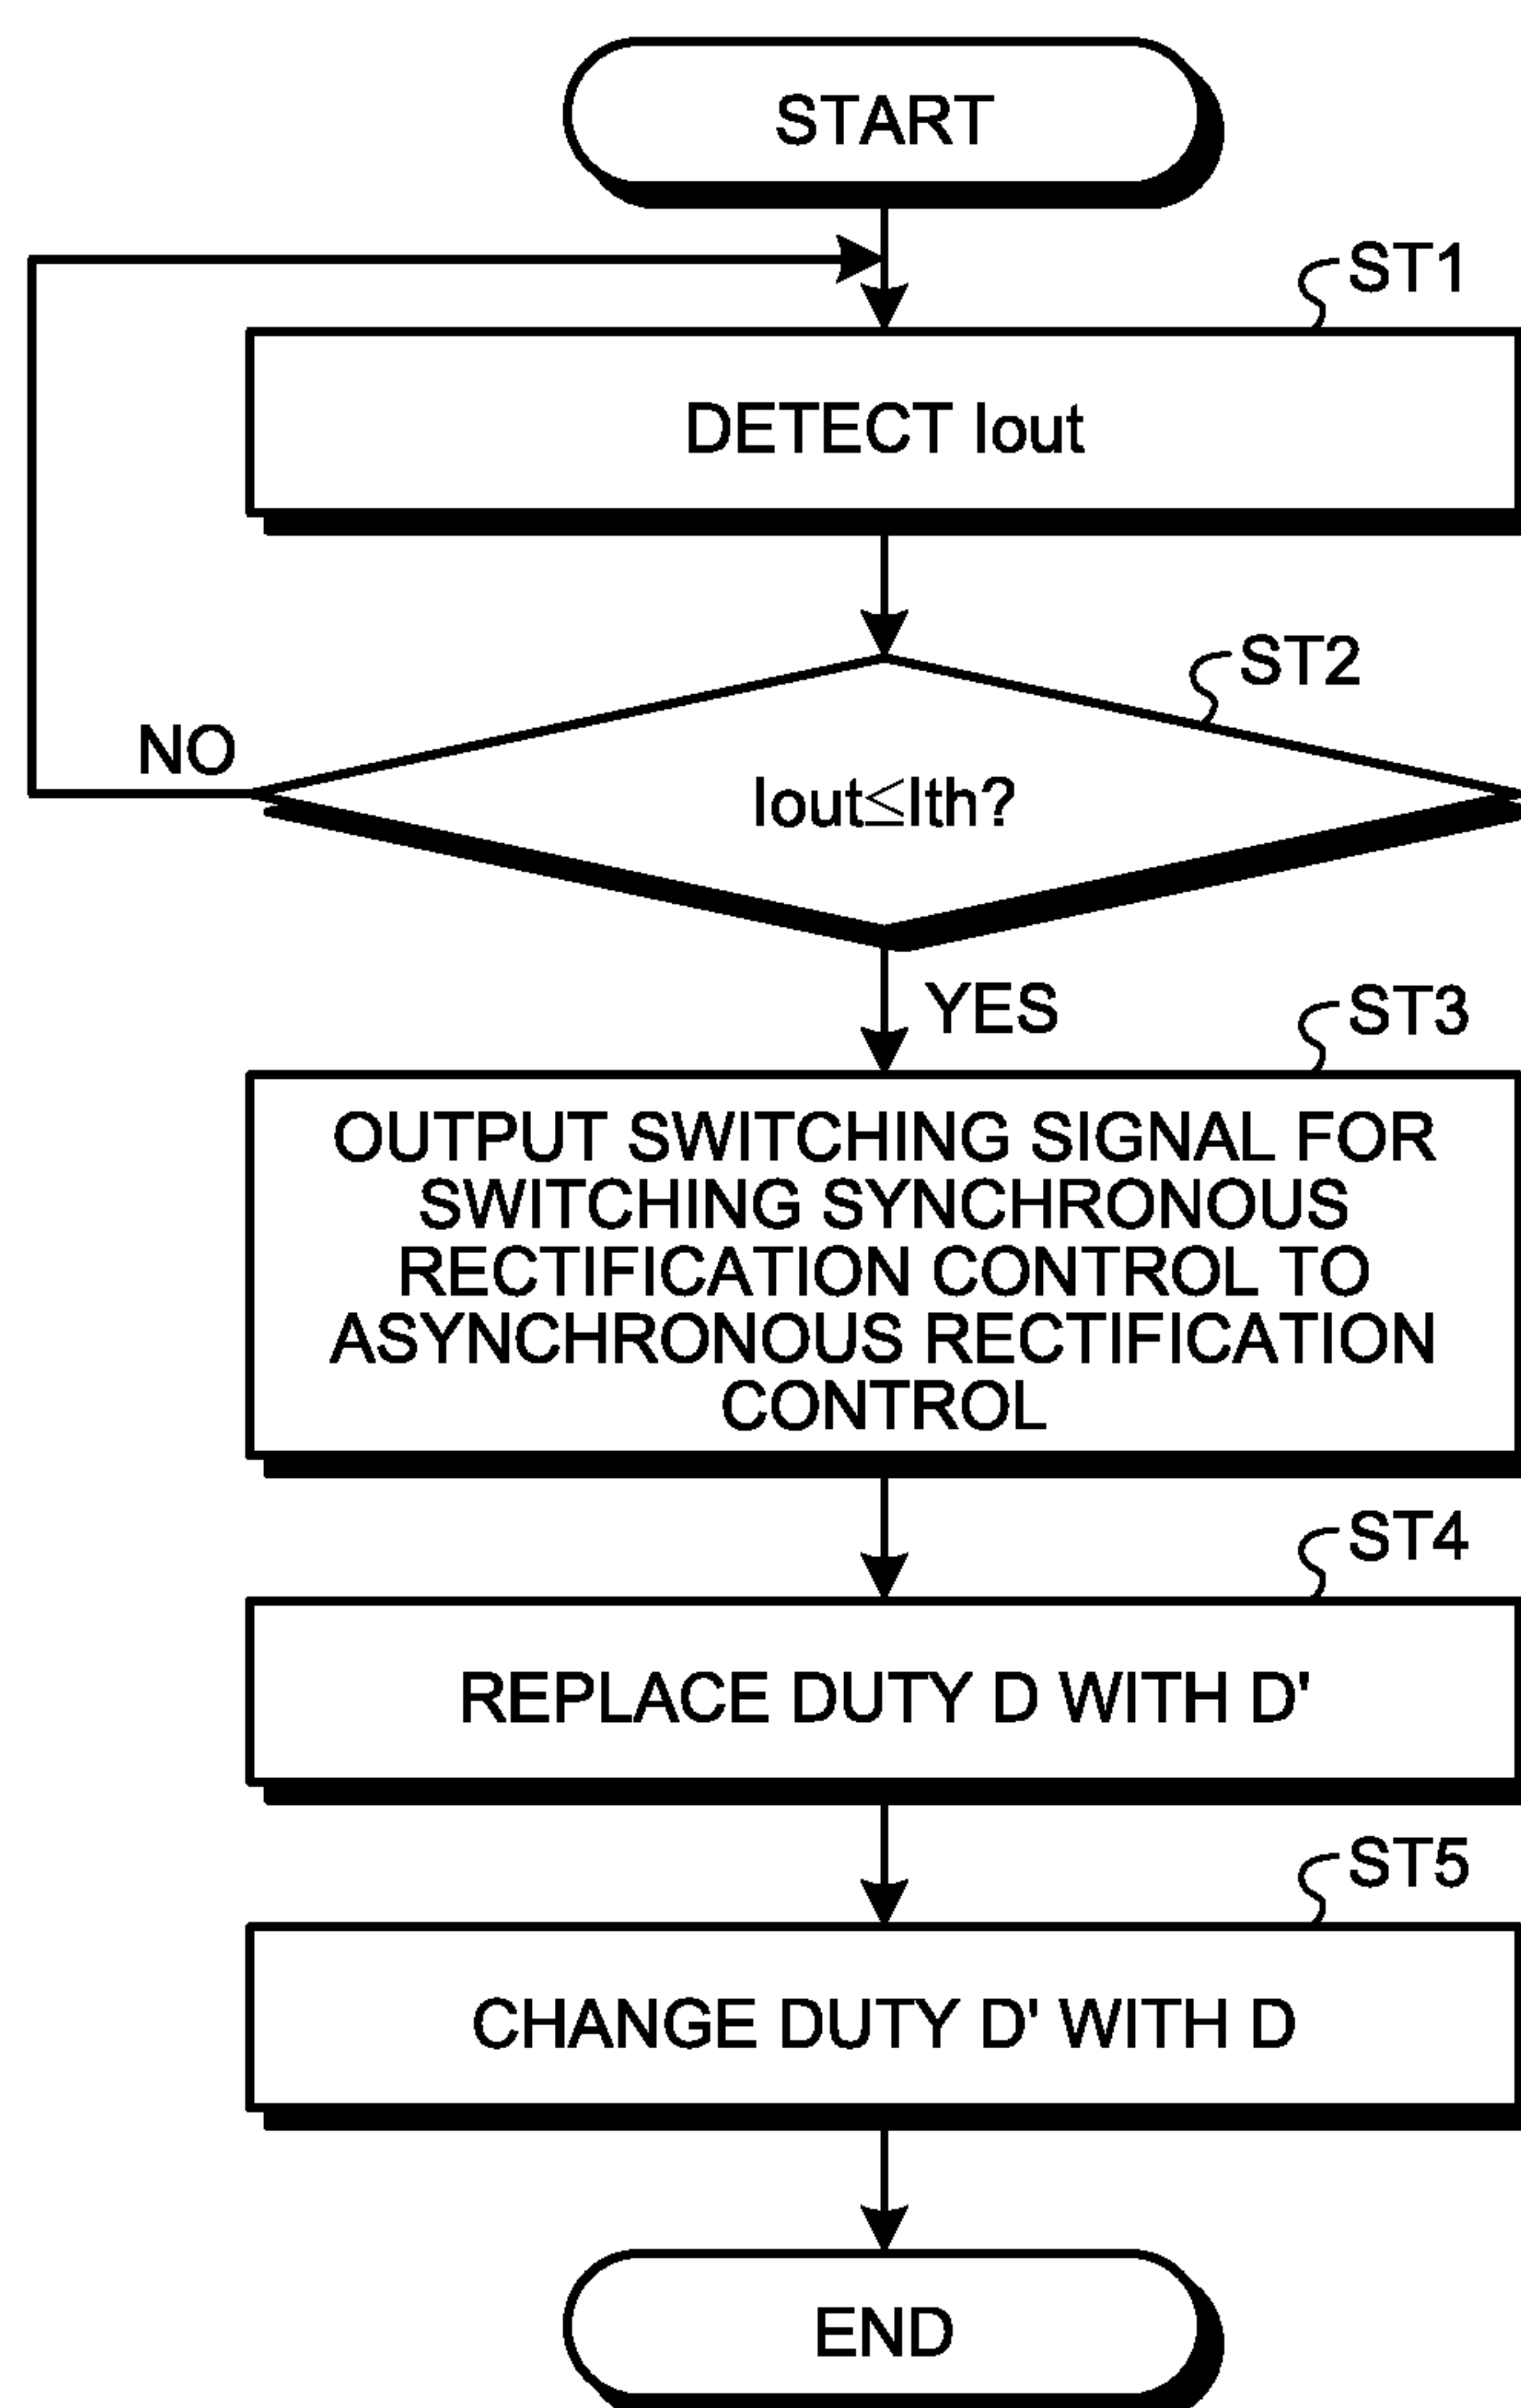 START
ST1
DETECT Iout
ST2
NO
Iout≤Ith?
YES
ST3
OUTPUT SWITCHING SIGNAL FOR
SWITCHING SYNCHRONOUS
RECTIFICATION CONTROL TO
ASYNCHRONOUS RECTIFICATION
CONTROL
ST4
REPLACE DUTY D WITH D'
ST5
CHANGE DUTY D' WITH D
END